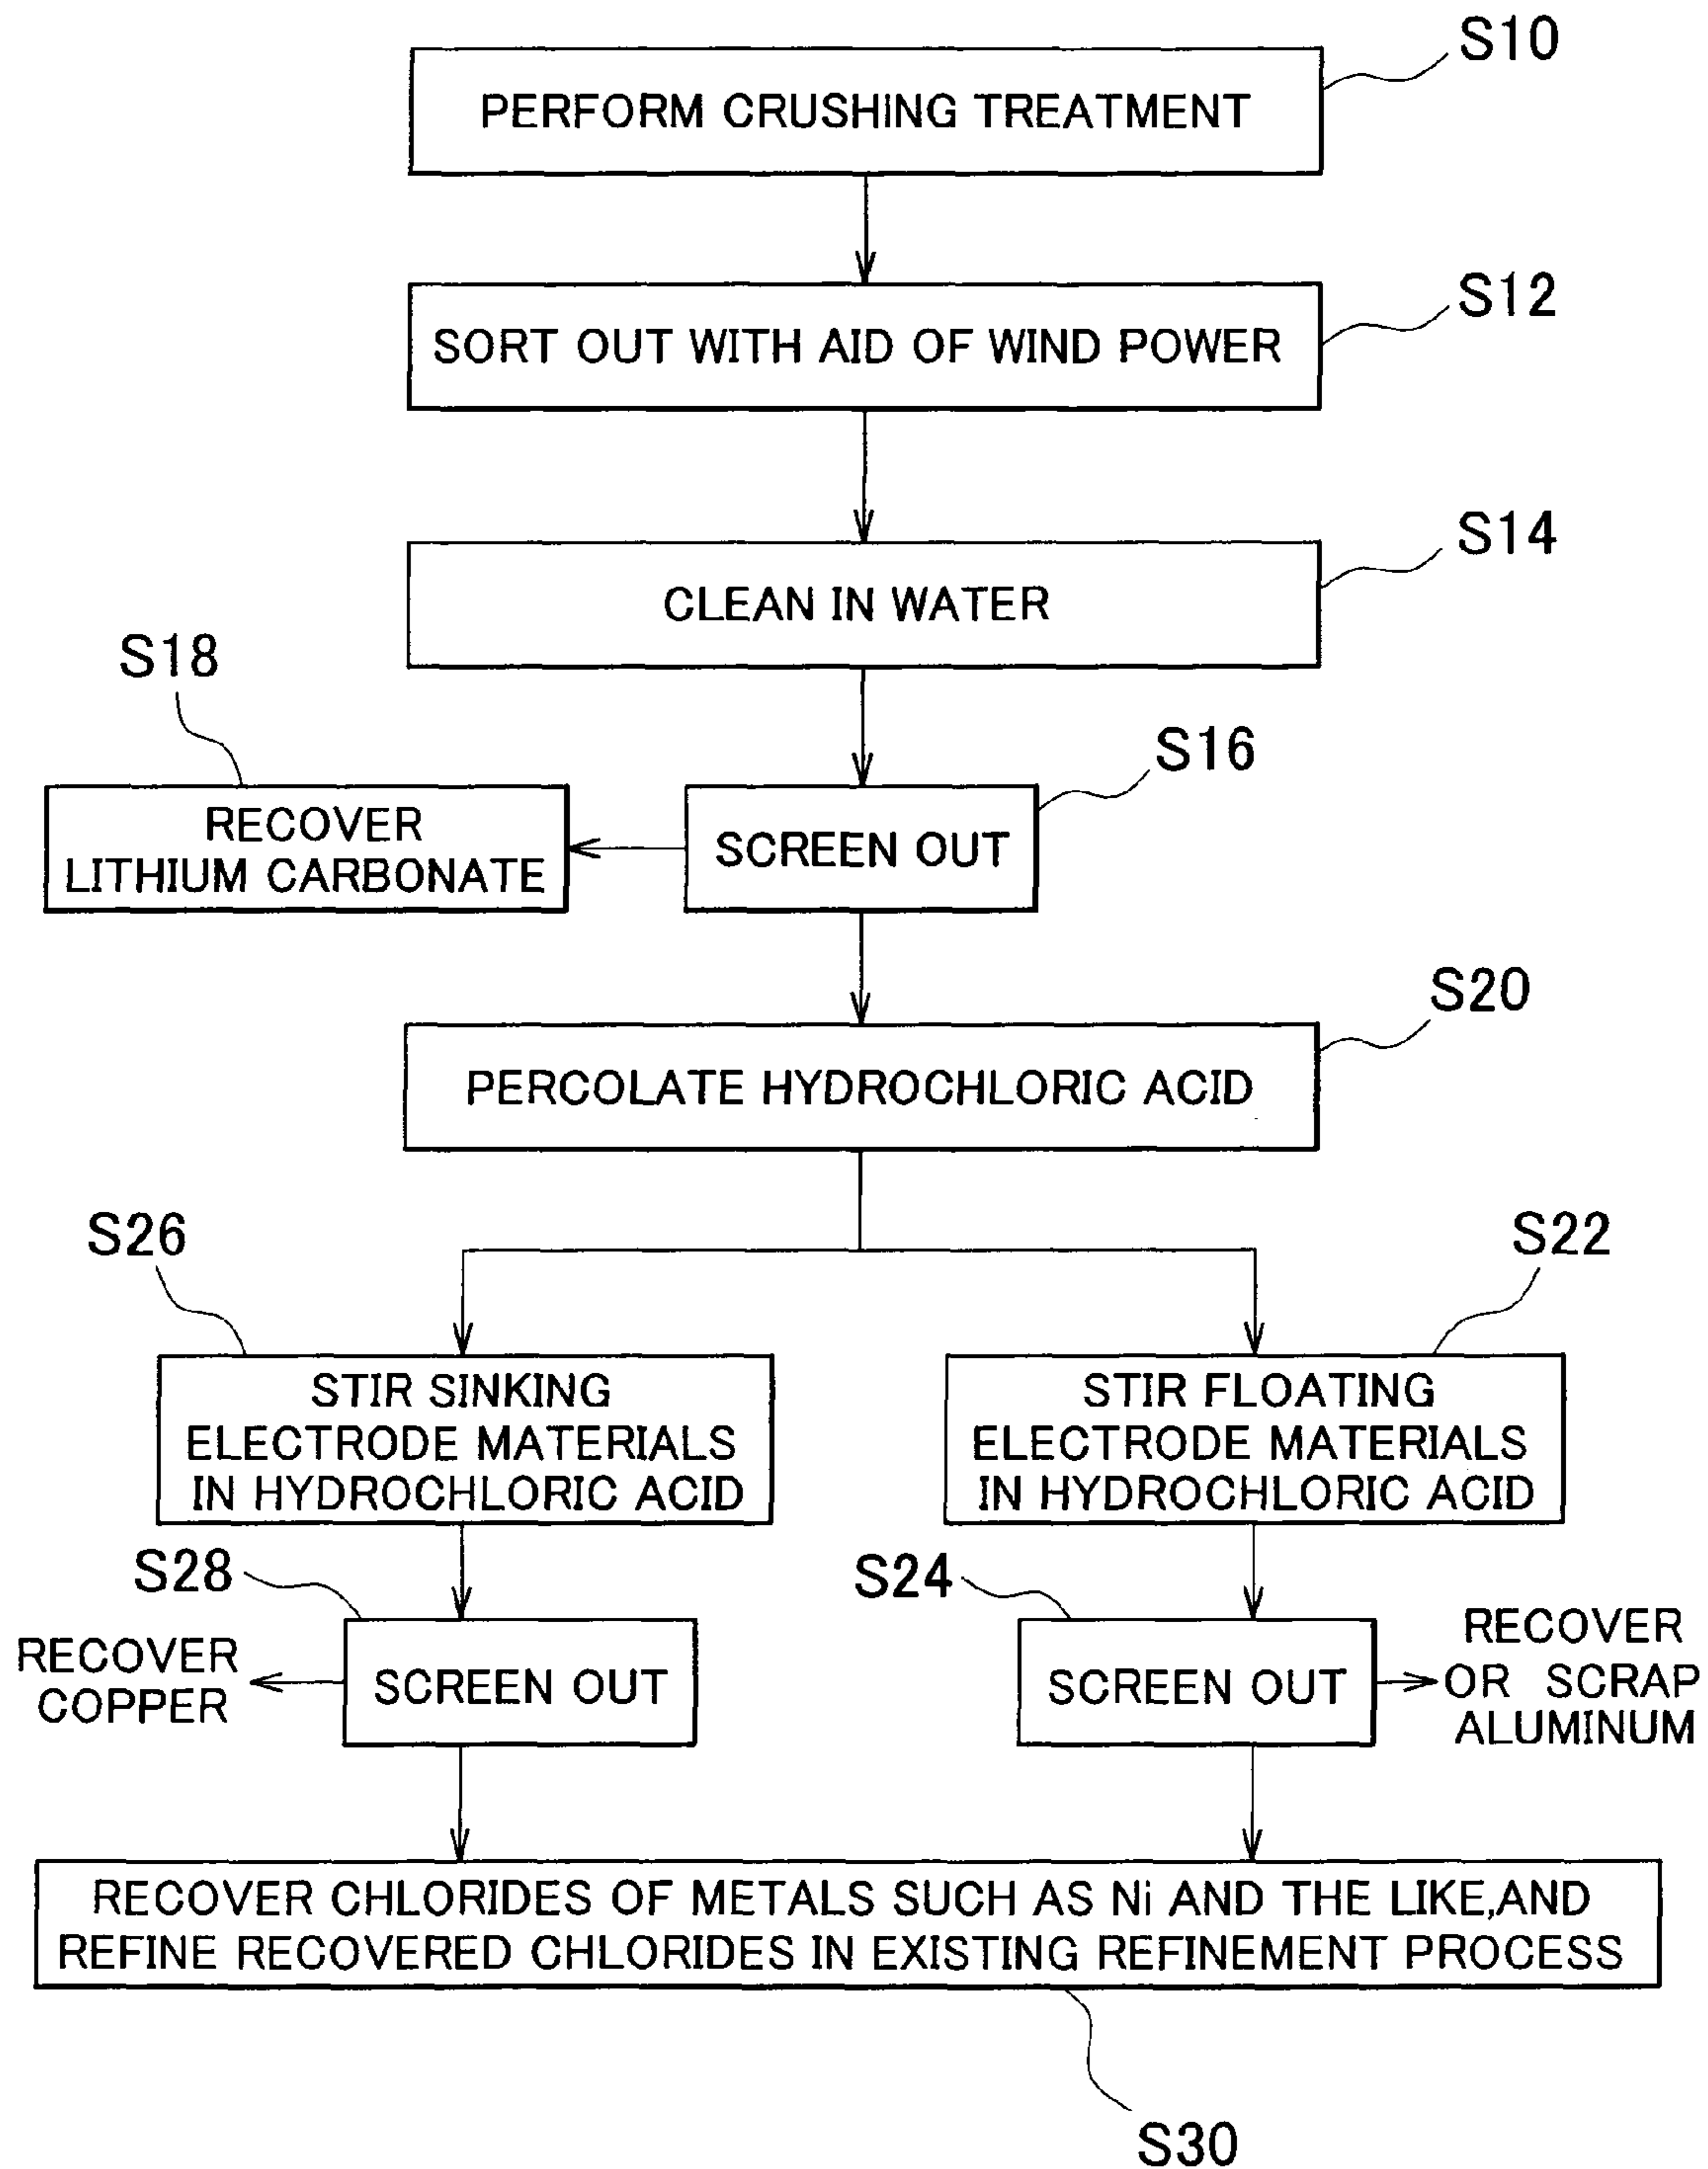 S10
PERFORM CRUSHING TREATMENT
S12
SORT OUT WITH AID OF WIND POWER
S14
CLEAN IN WATER
S18
S16
RECOVER
LITHIUM CARBONATE
SCREEN OUT
S20
PERCOLATE HYDROCHLORIC ACID
S26
S22
STIR SINKING
ELECTRODE MATERIALS
IN HYDROCHLORIC ACID
STIR FLOATING
ELECTRODE MATERIALS
IN HYDROCHLORIC ACID
S28
S24
RECOVER
COPPER
SCREEN OUT
SCREEN OUT
RECOVER
OR SCRAP
ALUMINUM
RECOVER CHLORIDES OF METALS SUCH AS Ni AND THE LIKE,AND
REFINE RECOVERED CHLORIDES IN EXISTING REFINEMENT PROCESS
S30